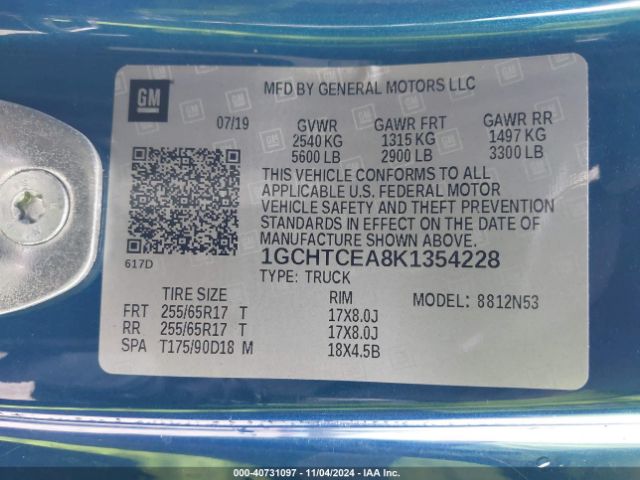 GM
MFD BY GENERAL MOTORS LLC
07/19 GVWR GAWR FRT GAWR RR
2540 KG 1315 KG 1497 KG
5600 LB 2900 LB 3300 LB
THIS VEHICLE CONFORMS TO ALL
APPLICABLE U.S. FEDERAL MOTOR
VEHICLE SAFETY AND THEFT PREVENTION
STANDARDS IN EFFECT ON THE DATE OF
MANUFACTURE SHOWN ABOVE.
617D
1GCHTCEA8K1354228
TYPE: TRUCK
TIRE SIZE RIM MODEL: 8812N53
FRT 255/65R17 T 17X8.0J
RR 255/65R17 T 17X8.0J
SPA T175/90D18 M 18X4.5B
000-40731097 - 11/04/2024 - IAA Inc.